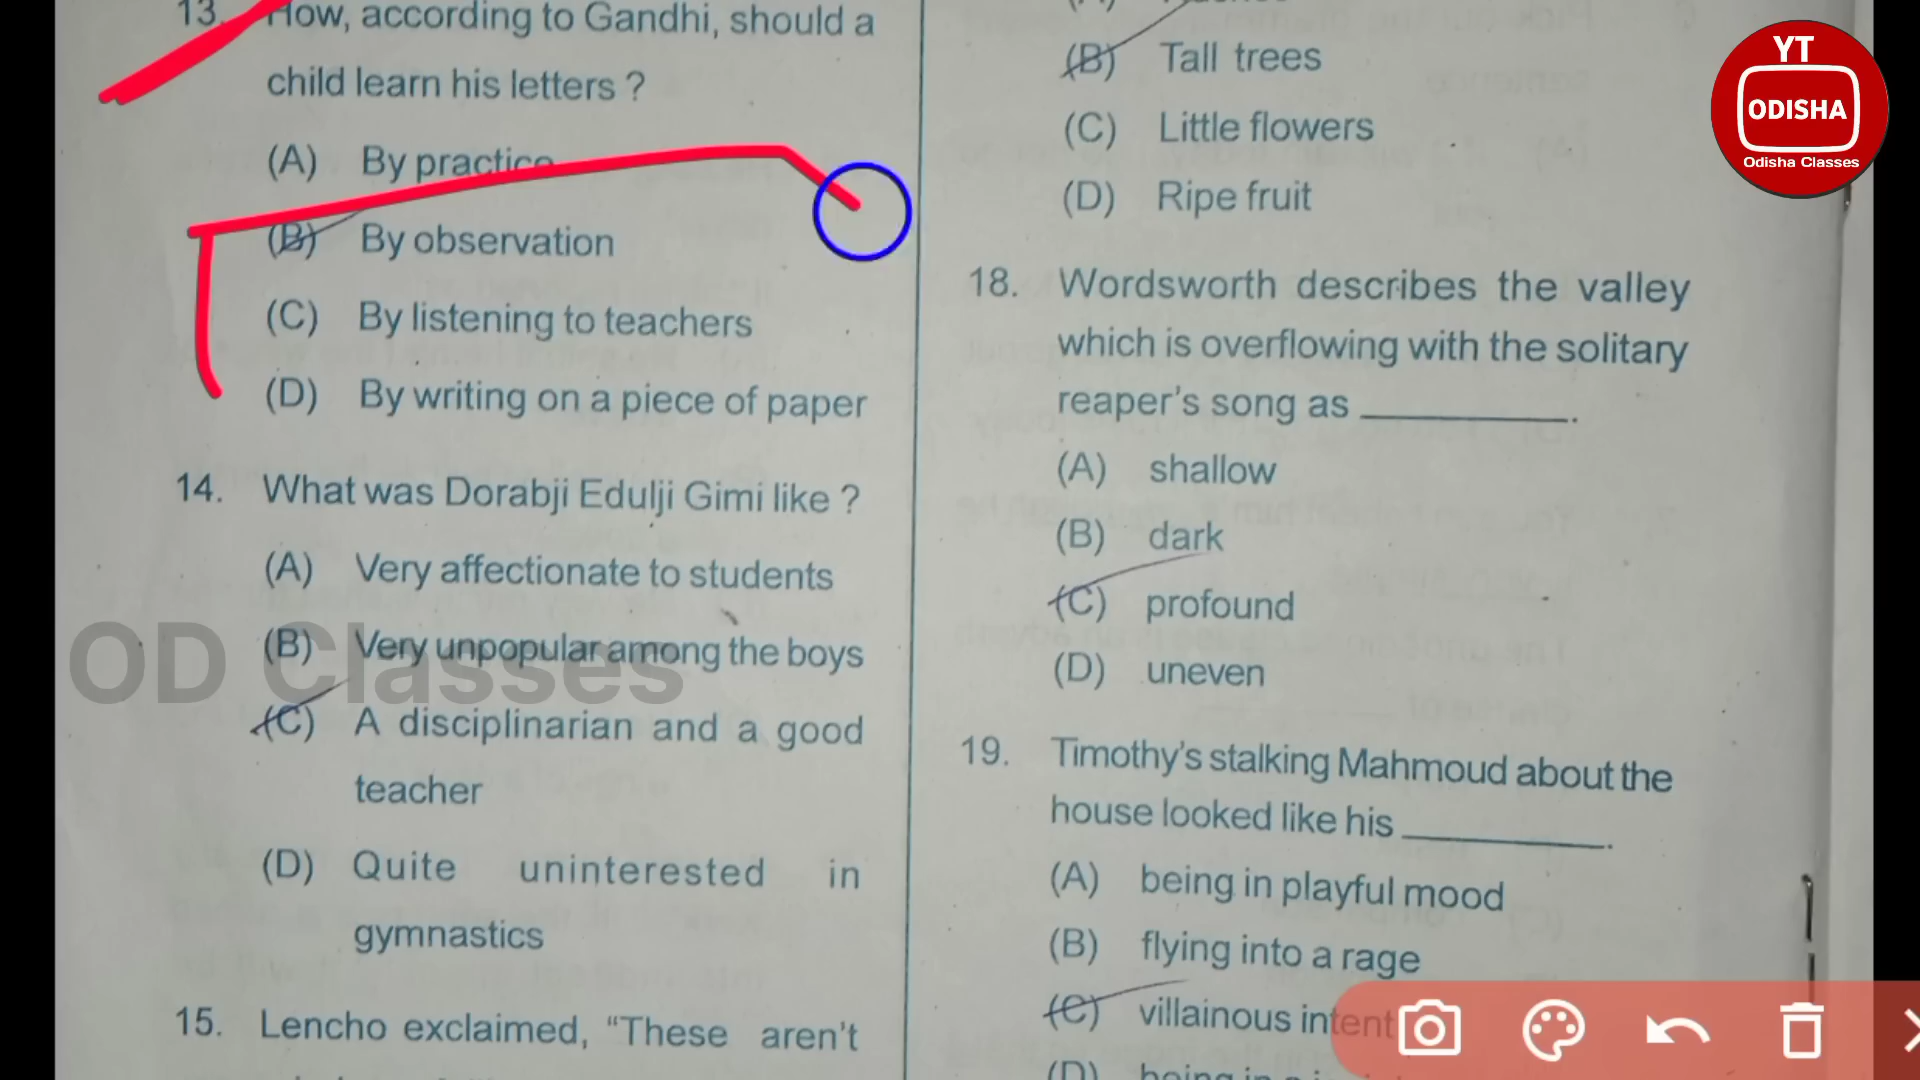 13. How, according to Gandhi, should a
child learn his letters ?
(A) By practice
(B) By observation
(C) By listening to teachers
(D) By writing on a piece of paper
14. What was Dorabji Edulji Gimi like ?
(A) Very affectionate to students
(B) Very unpopular among the boys
(C) A disciplinarian and a good
teacher
(D) Quite uninterested in
gymnastics
15. Lencho exclaimed, “These aren't
(B) Tall trees
(C) Little flowers
(D) Ripe fruit
18. Wordsworth describes the valley
which is overflowing with the solitary
reaper's song as ________.
(A) shallow
(B) dark
(C) profound
(D) uneven
19. Timothy's stalking Mahmoud about the
house looked like his ________.
(A) being in playful mood
(B) flying into a rage
(C) villainous intent
(D)
YT
ODISHA
Odisha Classes
OD Classes